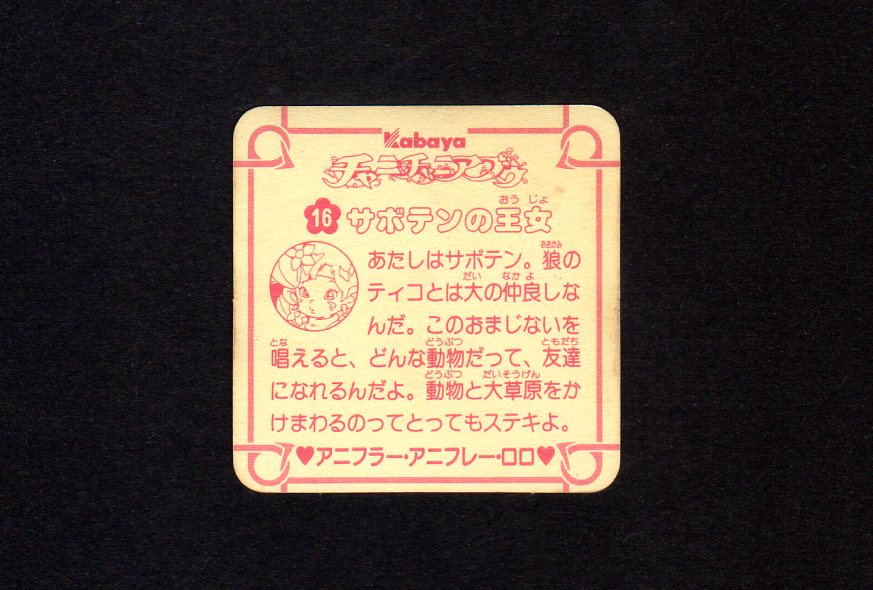 Kabaya
チャミーチャームアップ
16 サボテンの王女
おう じょ
あたしはサボテン。狼の
おおかみ
ティコとは大の仲良しな
だい なかよ
んだ。このおまじないを
唱えると、どんな動物だって、友達
とな どうぶつ ともだち
になれるんだよ。動物と大草原をか
どうぶつ だいそうげん
けまわるのってとってもステキよ。
♥アニフラー・アニフレー・ロロ♥